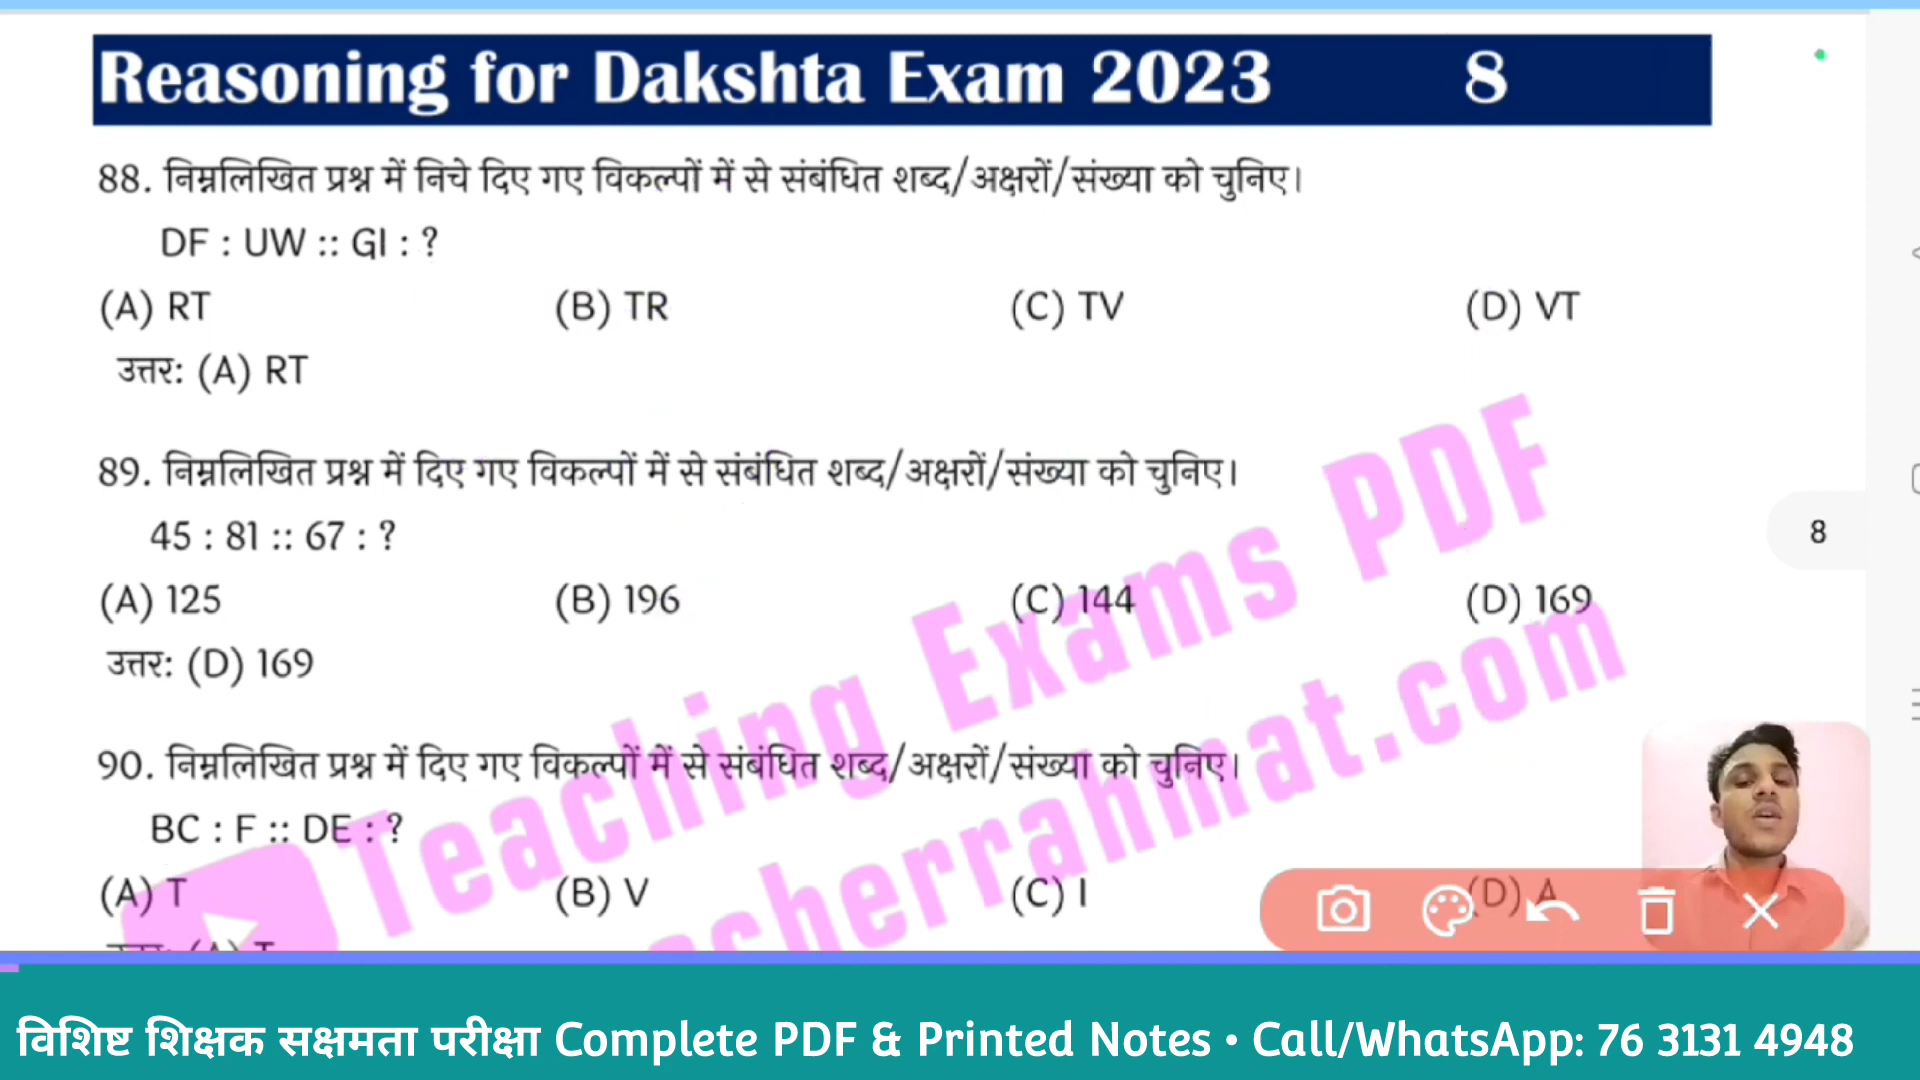 Reasoning for Dakshta Exam 2023 8
88. निम्नलिखित प्रश्न में निचे दिए गए विकल्पों में से संबंधित शब्द/अक्षरों/संख्या को चुनिए।
DF : UW :: GI : ?
(A) RT (B) TR (C) TV (D) VT
उत्तर: (A) RT
89. निम्नलिखित प्रश्न में दिए गए विकल्पों में से संबंधित शब्द/अक्षरों/संख्या को चुनिए।
45 : 81 :: 67 : ?
(A) 125 (B) 196 (C) 144 (D) 169
उत्तर: (D) 169
8
90. निम्नलिखित प्रश्न में दिए गए विकल्पों में से संबंधित शब्द/अक्षरों/संख्या को चुनिए।
BC : F :: DE : ?
(A) T (B) V (C) I (D) A
Teaching Exams PDF
cherrahmat.com
विशिष्ट शिक्षक सक्षमता परीक्षा Complete PDF & Printed Notes • Call/WhatsApp: 76 3131 4948